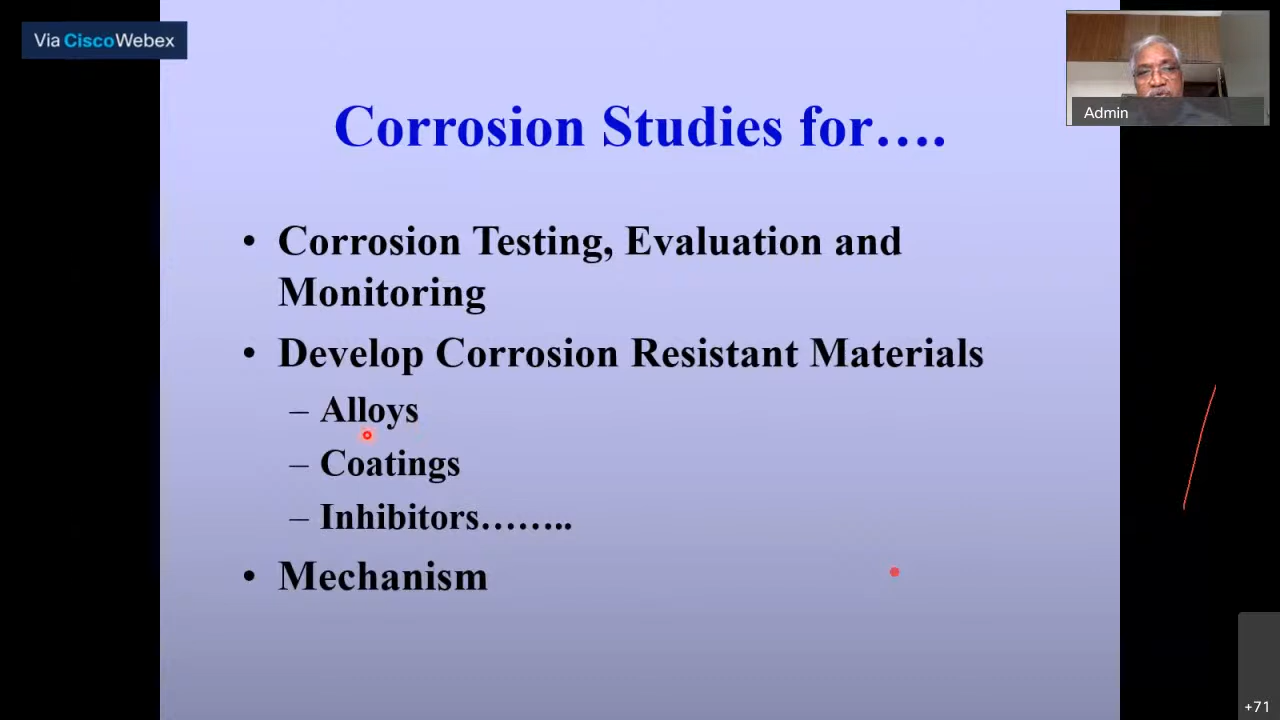 Via CiscoWebex
Admin
Corrosion Studies for….
• Corrosion Testing, Evaluation and
Monitoring
• Develop Corrosion Resistant Materials
– Alloys
– Coatings
– Inhibitors……..
• Mechanism
+71